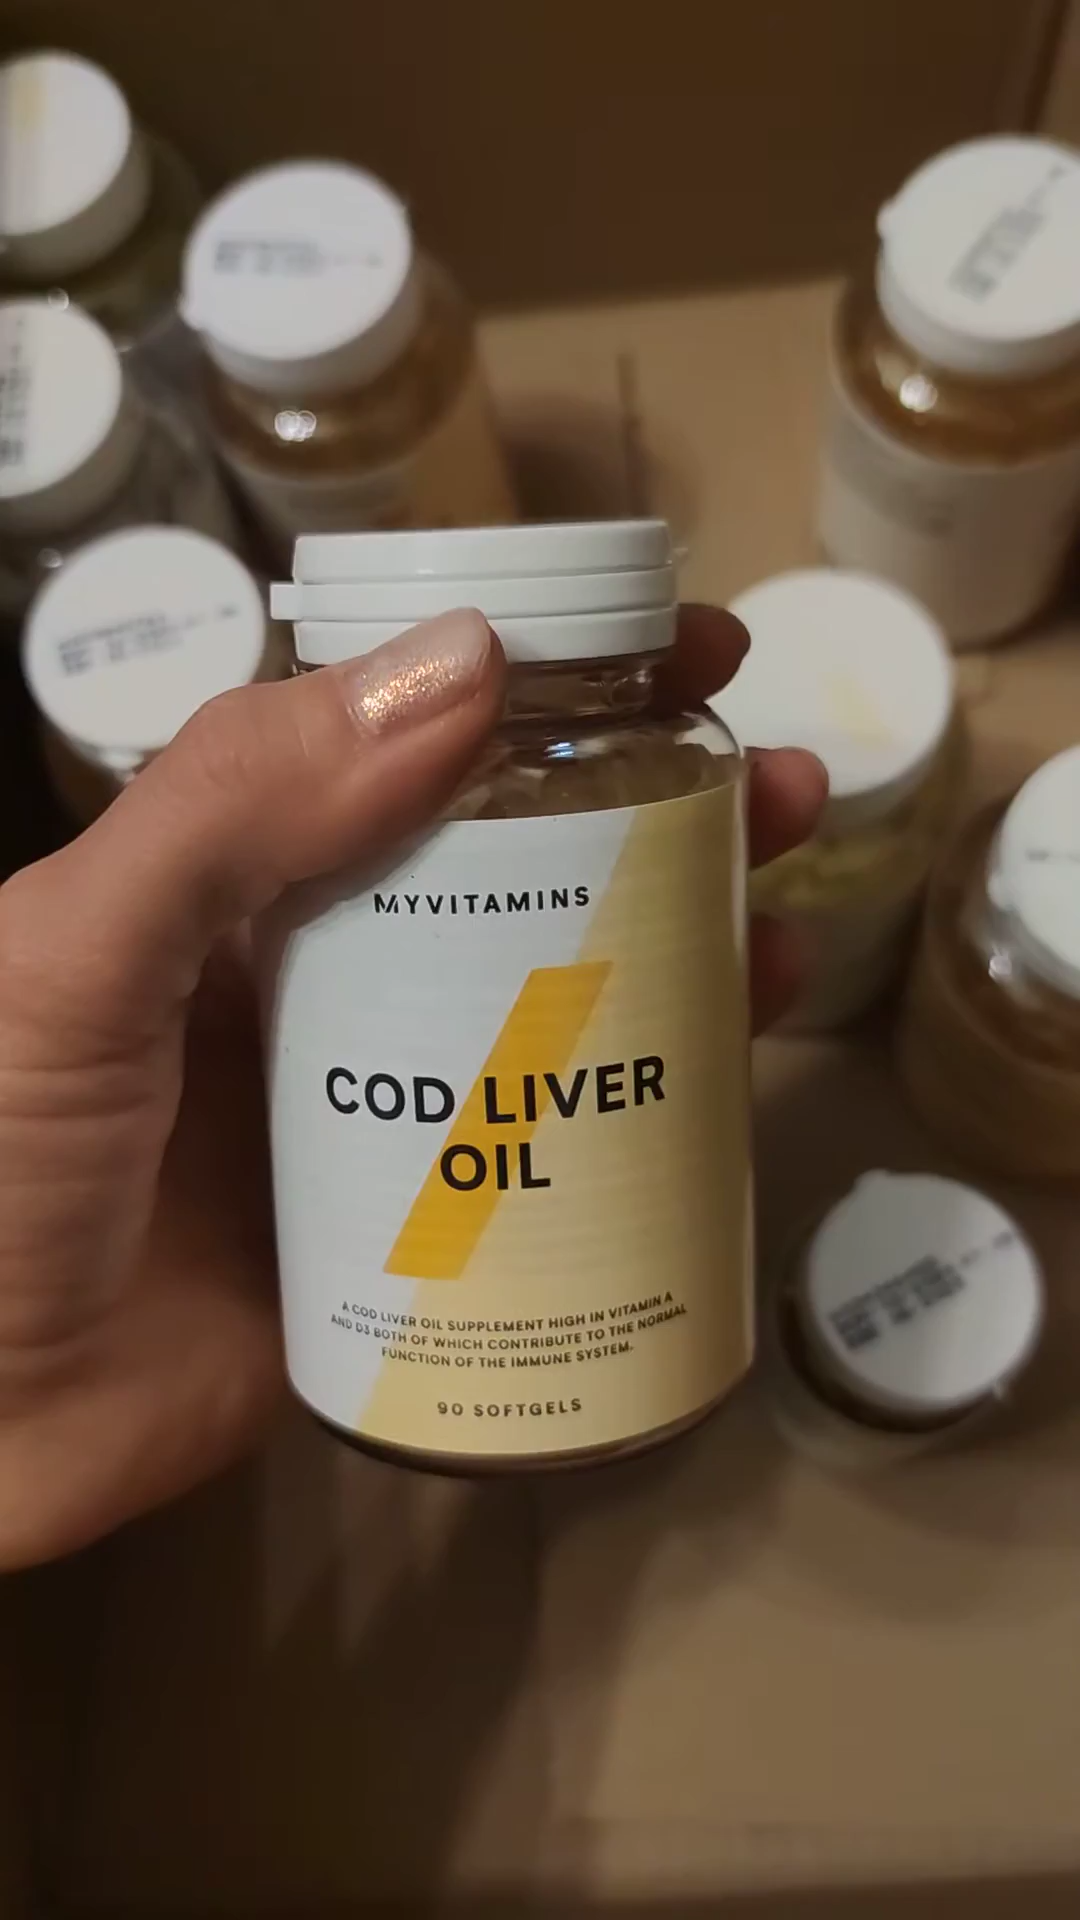 MYVITAMINS
COD LIVER
OIL
A COD LIVER OIL SUPPLEMENT HIGH IN VITAMIN A
AND D3 BOTH OF WHICH CONTRIBUTE TO THE NORMAL
FUNCTION OF THE IMMUNE SYSTEM.
90 SOFTGELS